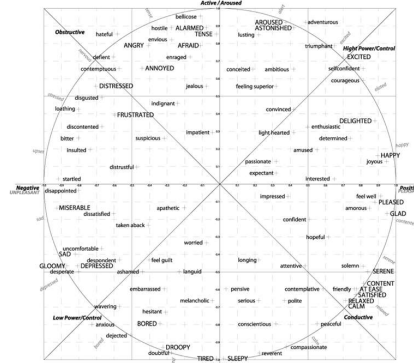 Active / Aroused
bellicose
AROUSED
adventurous
hostile
ALARMED
ASTONISHED
hateful
TENSE
lusting
envious
Obstructive
ANGRY
AFRAID
triumphant
Hight Power/Control
defient
enraged
EXCITED
contemptuous
ANNOYED
conceited
ambitious
selfconfident
courageous
DISTRESSED
jealous
feeling superior
disgusted
indignant
loathing
FRUSTRATED
convinced
DELIGHTED
discontented
enthusiastic
impatient
light hearted
bitter
suspicious
determined
insulted
amused
happy
HAPPY
passionate
joyous
distrustful
expectant
startled
interested
Negative
UNPLEASANT
disappointed
impressed
feel well
PLEASED
MISERABLE
apathetic
amorous
GLAD
dissatisfied
confident
taken aback
hopeful
worried
uncomfortable
SAD
despondent
feel guilt
longing
GLOOMY
DEPRESSED
attentive
solemn
desperate
ashamed
languid
SERENE
CONTENT
embarrassed
pensive
contemplative
friendly
AT EASE
SATISFIED
melancholic
serious
polite
RELAXED
wavering
CALM
hesitant
Low Power/Control
Conductive
anxious
BORED
conscientious
peaceful
dejected
DROOPY
compassionate
doubtful
reverent
TIRED
SLEEPY